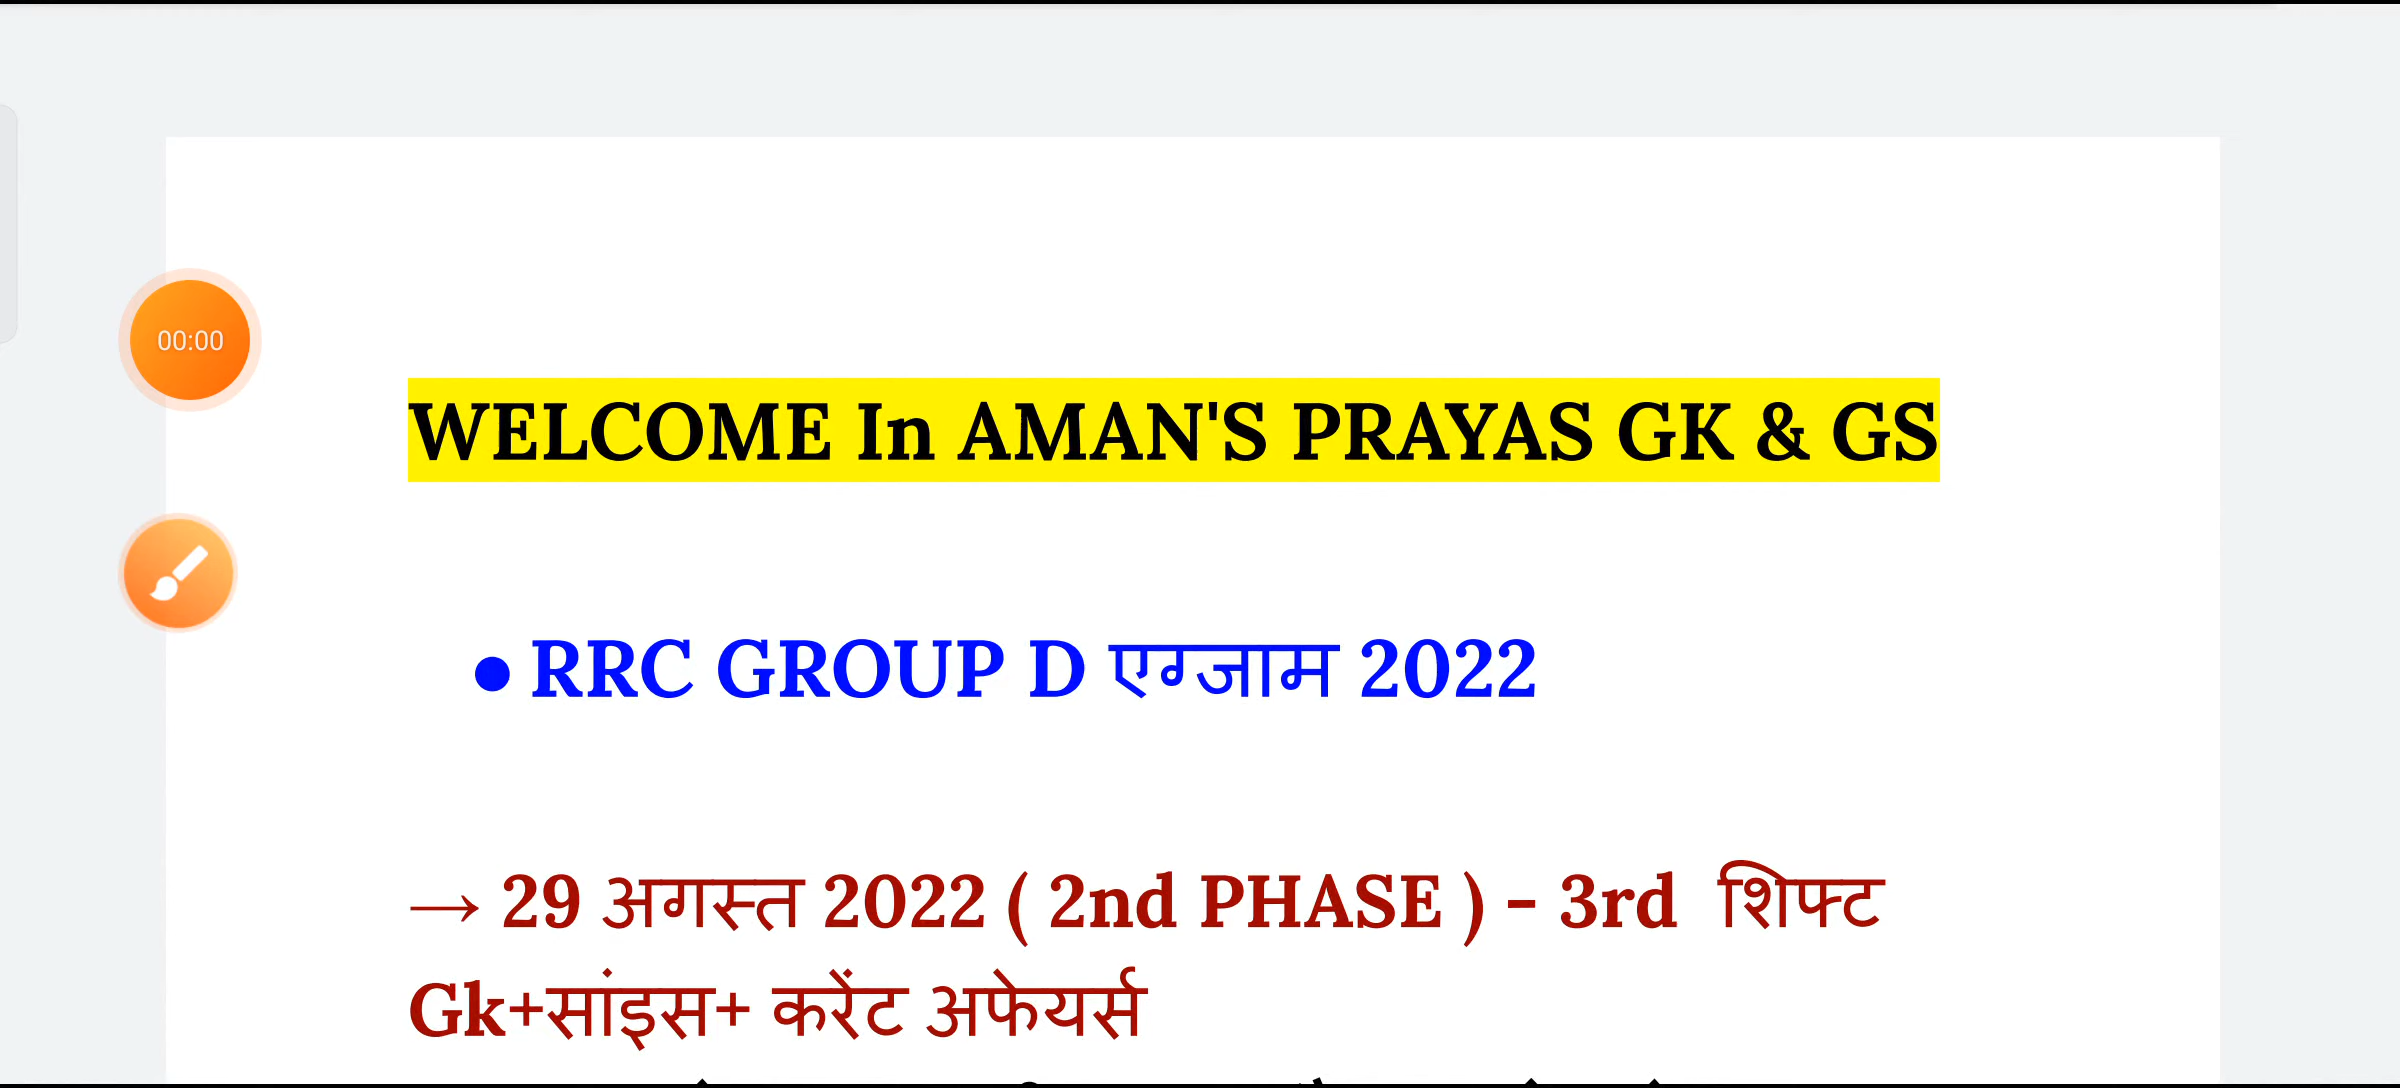 00:00
WELCOME In AMAN'S PRAYAS GK & GS
● RRC GROUP D एग्जाम 2022
→ 29 अगस्त 2022 ( 2nd PHASE ) - 3rd शिफ्ट
Gk+सांइस+ करेंट अफेयर्स